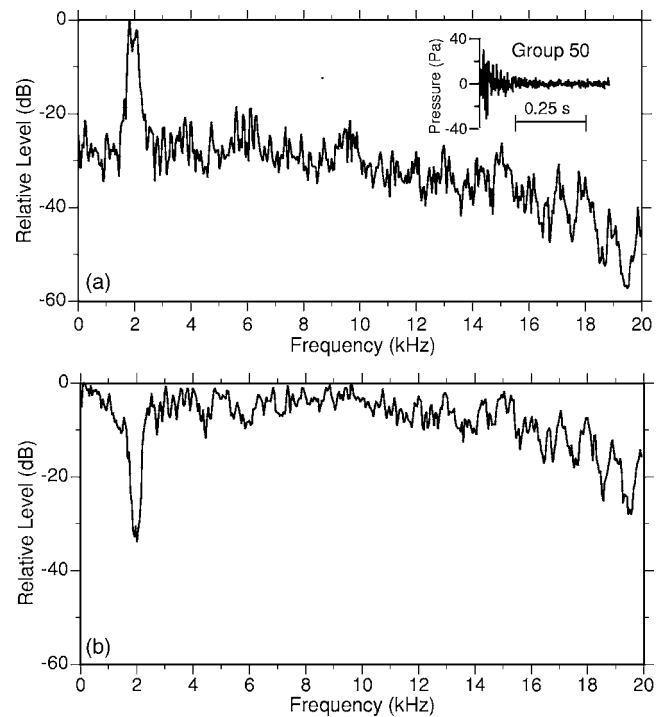 0
-20
-40
-60
Relative Level (dB)
(a)
40
0
-40
Pressure (Pa)
Group 50
0.25 s
0 2 4 6 8 10 12 14 16 18 20
Frequency (kHz)
0
-20
-40
-60
Relative Level (dB)
(b)
0 2 4 6 8 10 12 14 16 18 20
Frequency (kHz)